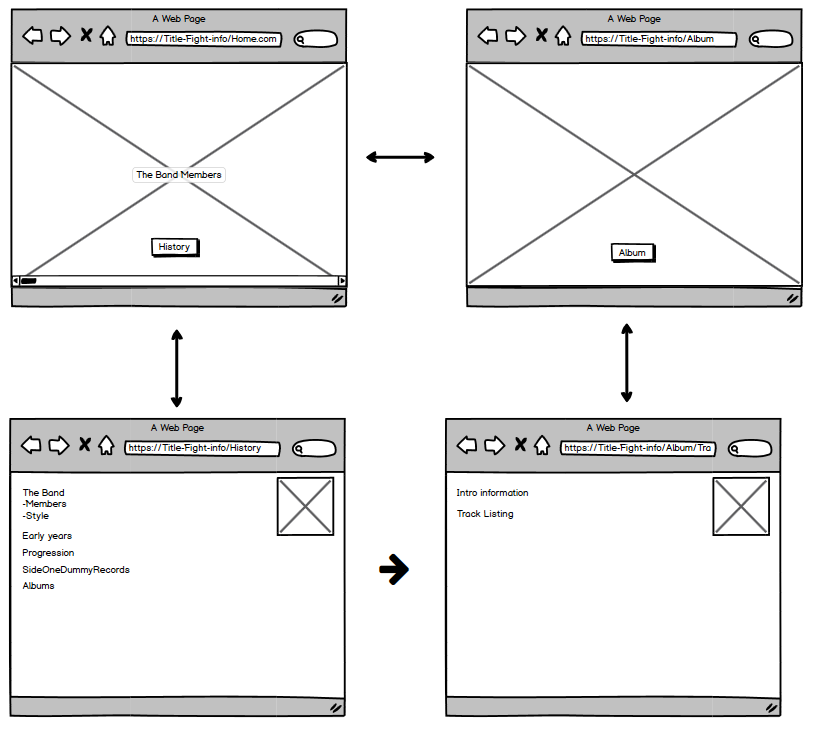 A Web Page
https://Title-Fight-info/Home.com
The Band Members
History
A Web Page
https://Title-Fight-info/Album
Album
A Web Page
https://Title-Fight-info/History
The Band
-Members
-Style
Early years
Progression
SideOneDummyRecords
Albums
A Web Page
https://Title-Fight-info/Album/Tra
Intro information
Track Listing